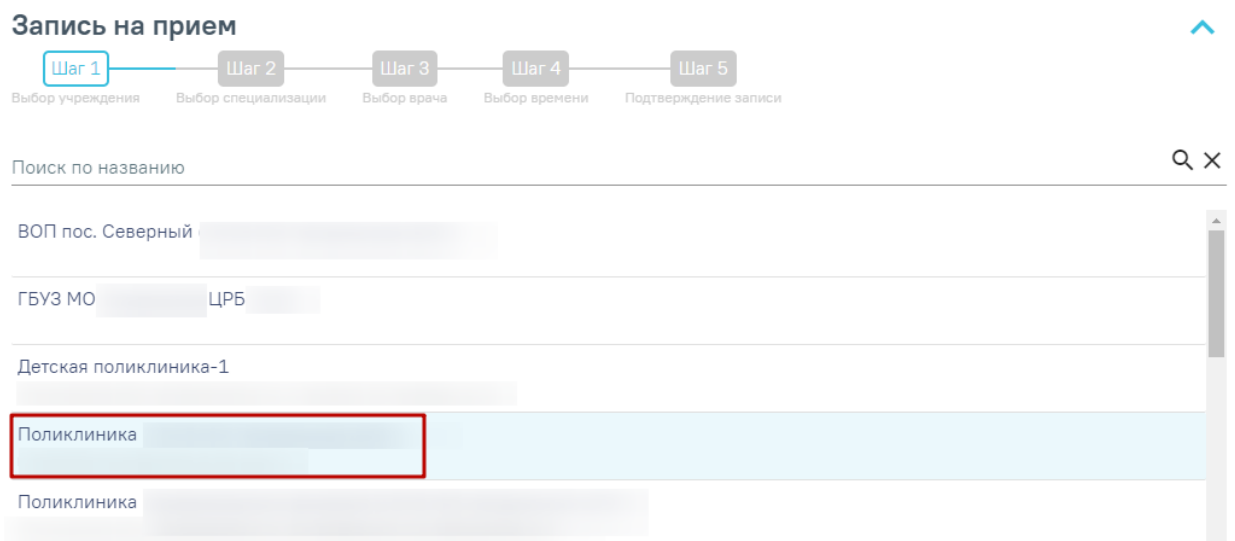 Запись на прием
Шаг 1 Шаг 2 Шаг 3 Шаг 4 Шаг 5
Выбор учреждения Выбор специализации Выбор врача Выбор времени Подтверждение записи
Поиск по названию
ВОП пос. Северный
ГБУЗ МО ЦРБ
Детская поликлиника-1
Поликлиника
Поликлиника